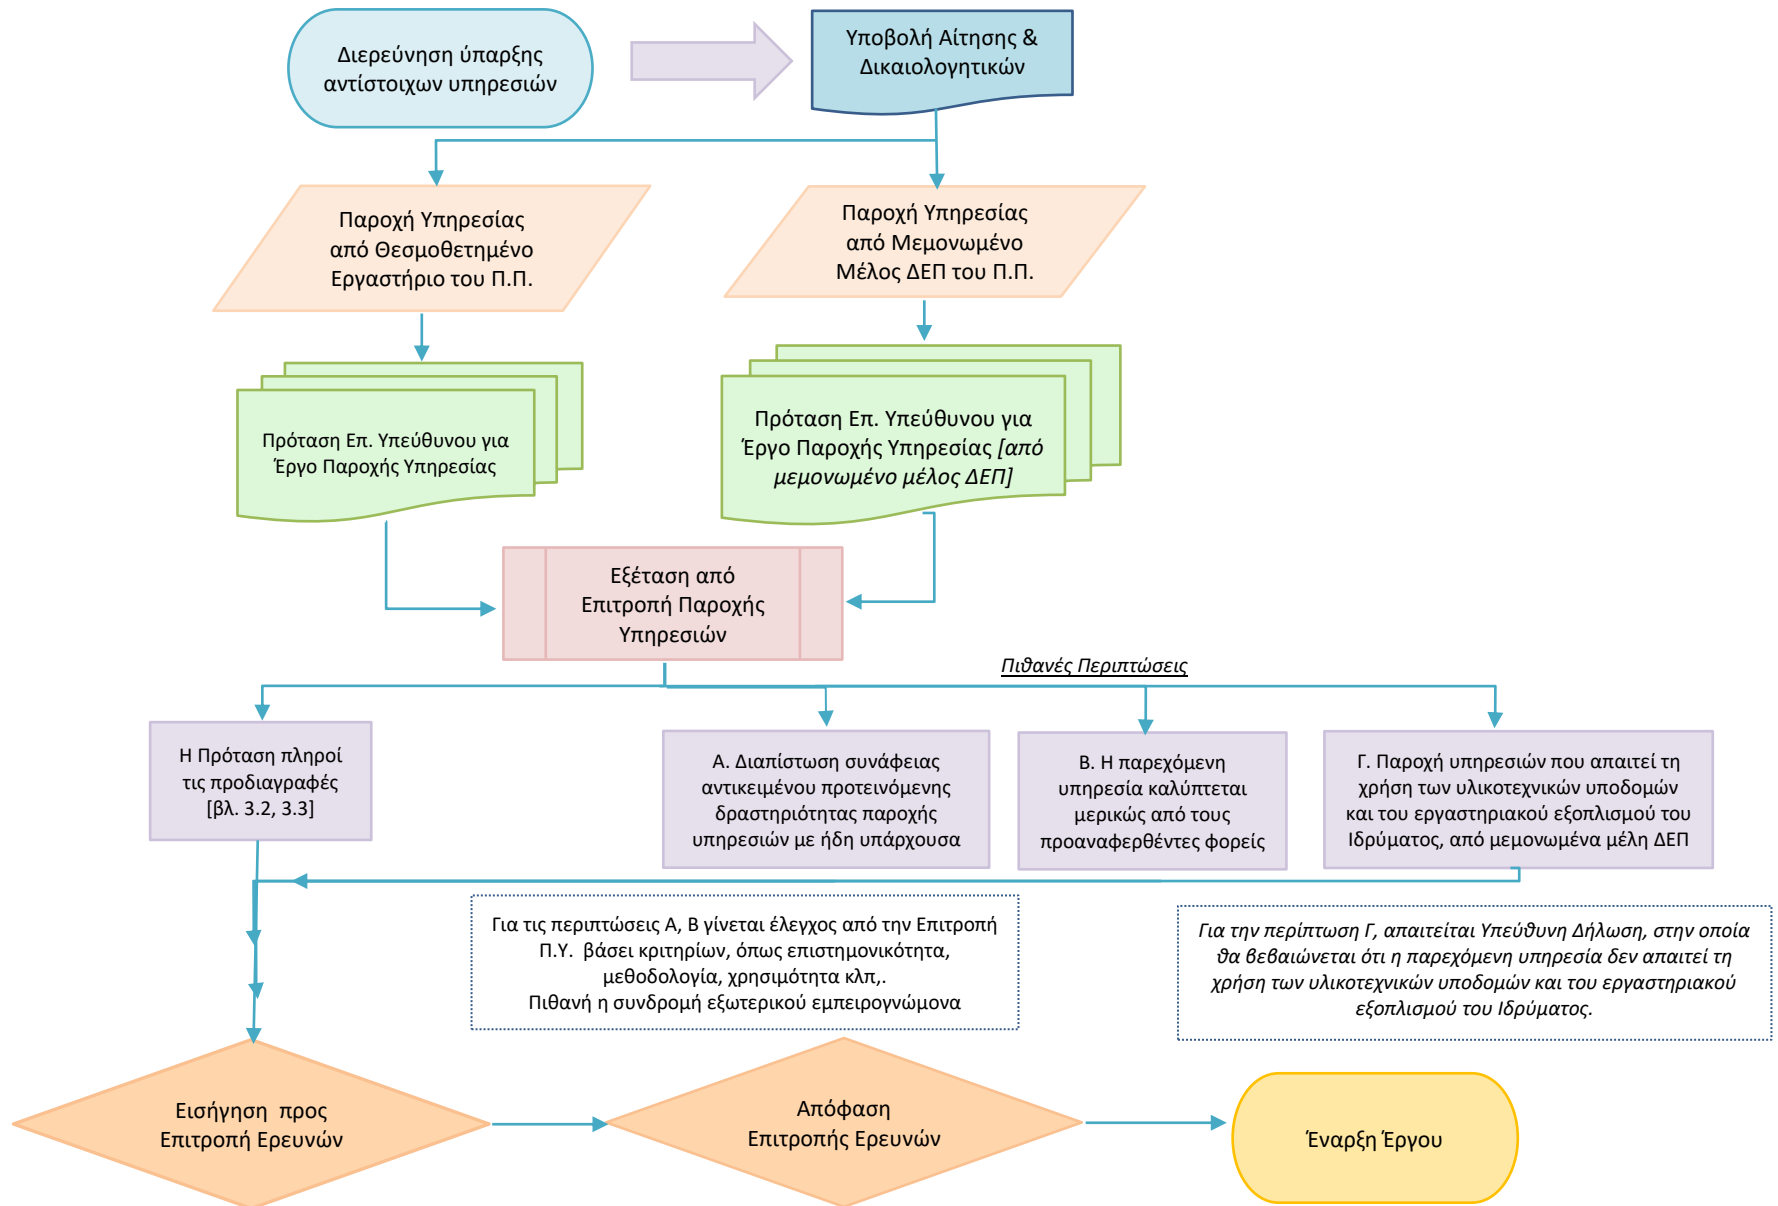 Διερεύνηση ύπαρξης
αντίστοιχων υπηρεσιών
Υποβολή Αίτησης &
Δικαιολογητικών
Παροχή Υπηρεσίας
από Θεσμοθετημένο
Εργαστήριο του Π.Π.
Παροχή Υπηρεσίας
από Μεμονωμένο
Μέλος ΔΕΠ του Π.Π.
Πρόταση Επ. Υπεύθυνου για
Έργο Παροχής Υπηρεσίας
Πρόταση Επ. Υπεύθυνου για
Έργο Παροχής Υπηρεσίας [από
μεμονωμένο μέλος ΔΕΠ]
Εξέταση από
Επιτροπή Παροχής
Υπηρεσιών
Πιθανές Περιπτώσεις
Η Πρόταση πληροί
τις προδιαγραφές
[βλ. 3.2, 3.3]
Α. Διαπίστωση συνάφειας
αντικειμένου προτεινόμενης
δραστηριότητας παροχής
υπηρεσιών με ήδη υπάρχουσα
Β. Η παρεχόμενη
υπηρεσία καλύπτεται
μερικώς από τους
προαναφερθέντες φορείς
Γ. Παροχή υπηρεσιών που απαιτεί τη
χρήση των υλικοτεχνικών υποδομών
και του εργαστηριακού εξοπλισμού του
Ιδρύματος, από μεμονωμένα μέλη ΔΕΠ
Για τις περιπτώσεις Α, Β γίνεται έλεγχος από την Επιτροπή
Π.Υ. βάσει κριτηρίων, όπως επιστημονικότητα,
μεθοδολογία, χρησιμότητα κλπ,.
Πιθανή η συνδρομή εξωτερικού εμπειρογνώμονα
Για την περίπτωση Γ, απαιτείται Υπεύθυνη Δήλωση, στην οποία
θα βεβαιώνεται ότι η παρεχόμενη υπηρεσία δεν απαιτεί τη
χρήση των υλικοτεχνικών υποδομών και του εργαστηριακού
εξοπλισμού του Ιδρύματος.
Εισήγηση προς
Επιτροπή Ερευνών
Απόφαση
Επιτροπής Ερευνών
Έναρξη Έργου